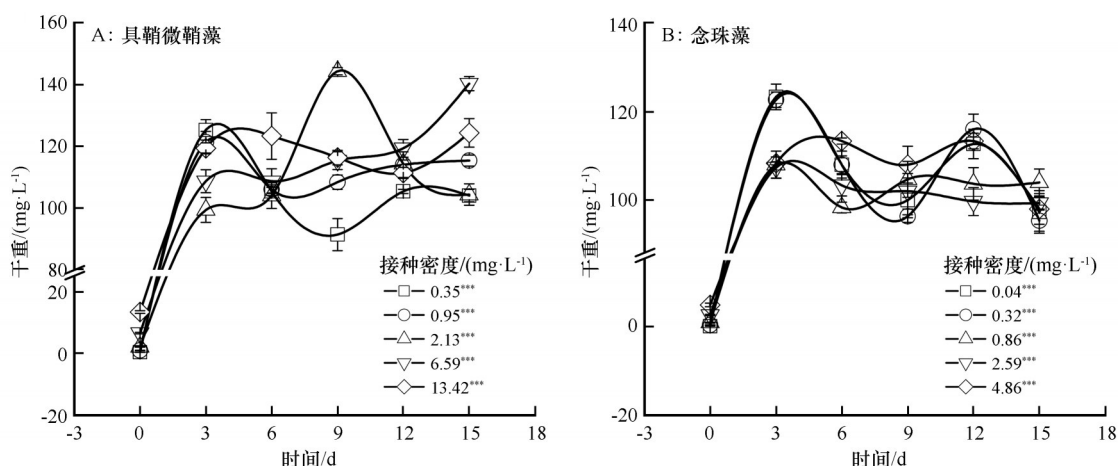 A: 具鞘微鞘藻
干重/(mg·L-1)
160
140
120
100
80
20
0
-20
接种密度/(mg·L-1)
0.35***
0.95***
2.13***
6.59***
13.42***
-3 0 3 6 9 12 15 18
时间/d
B: 念珠藻
干重/(mg·L-1)
140
120
100
0
-20
接种密度/(mg·L-1)
0.04***
0.32***
0.86***
2.59***
4.86***
-3 0 3 6 9 12 15 18
时间/d